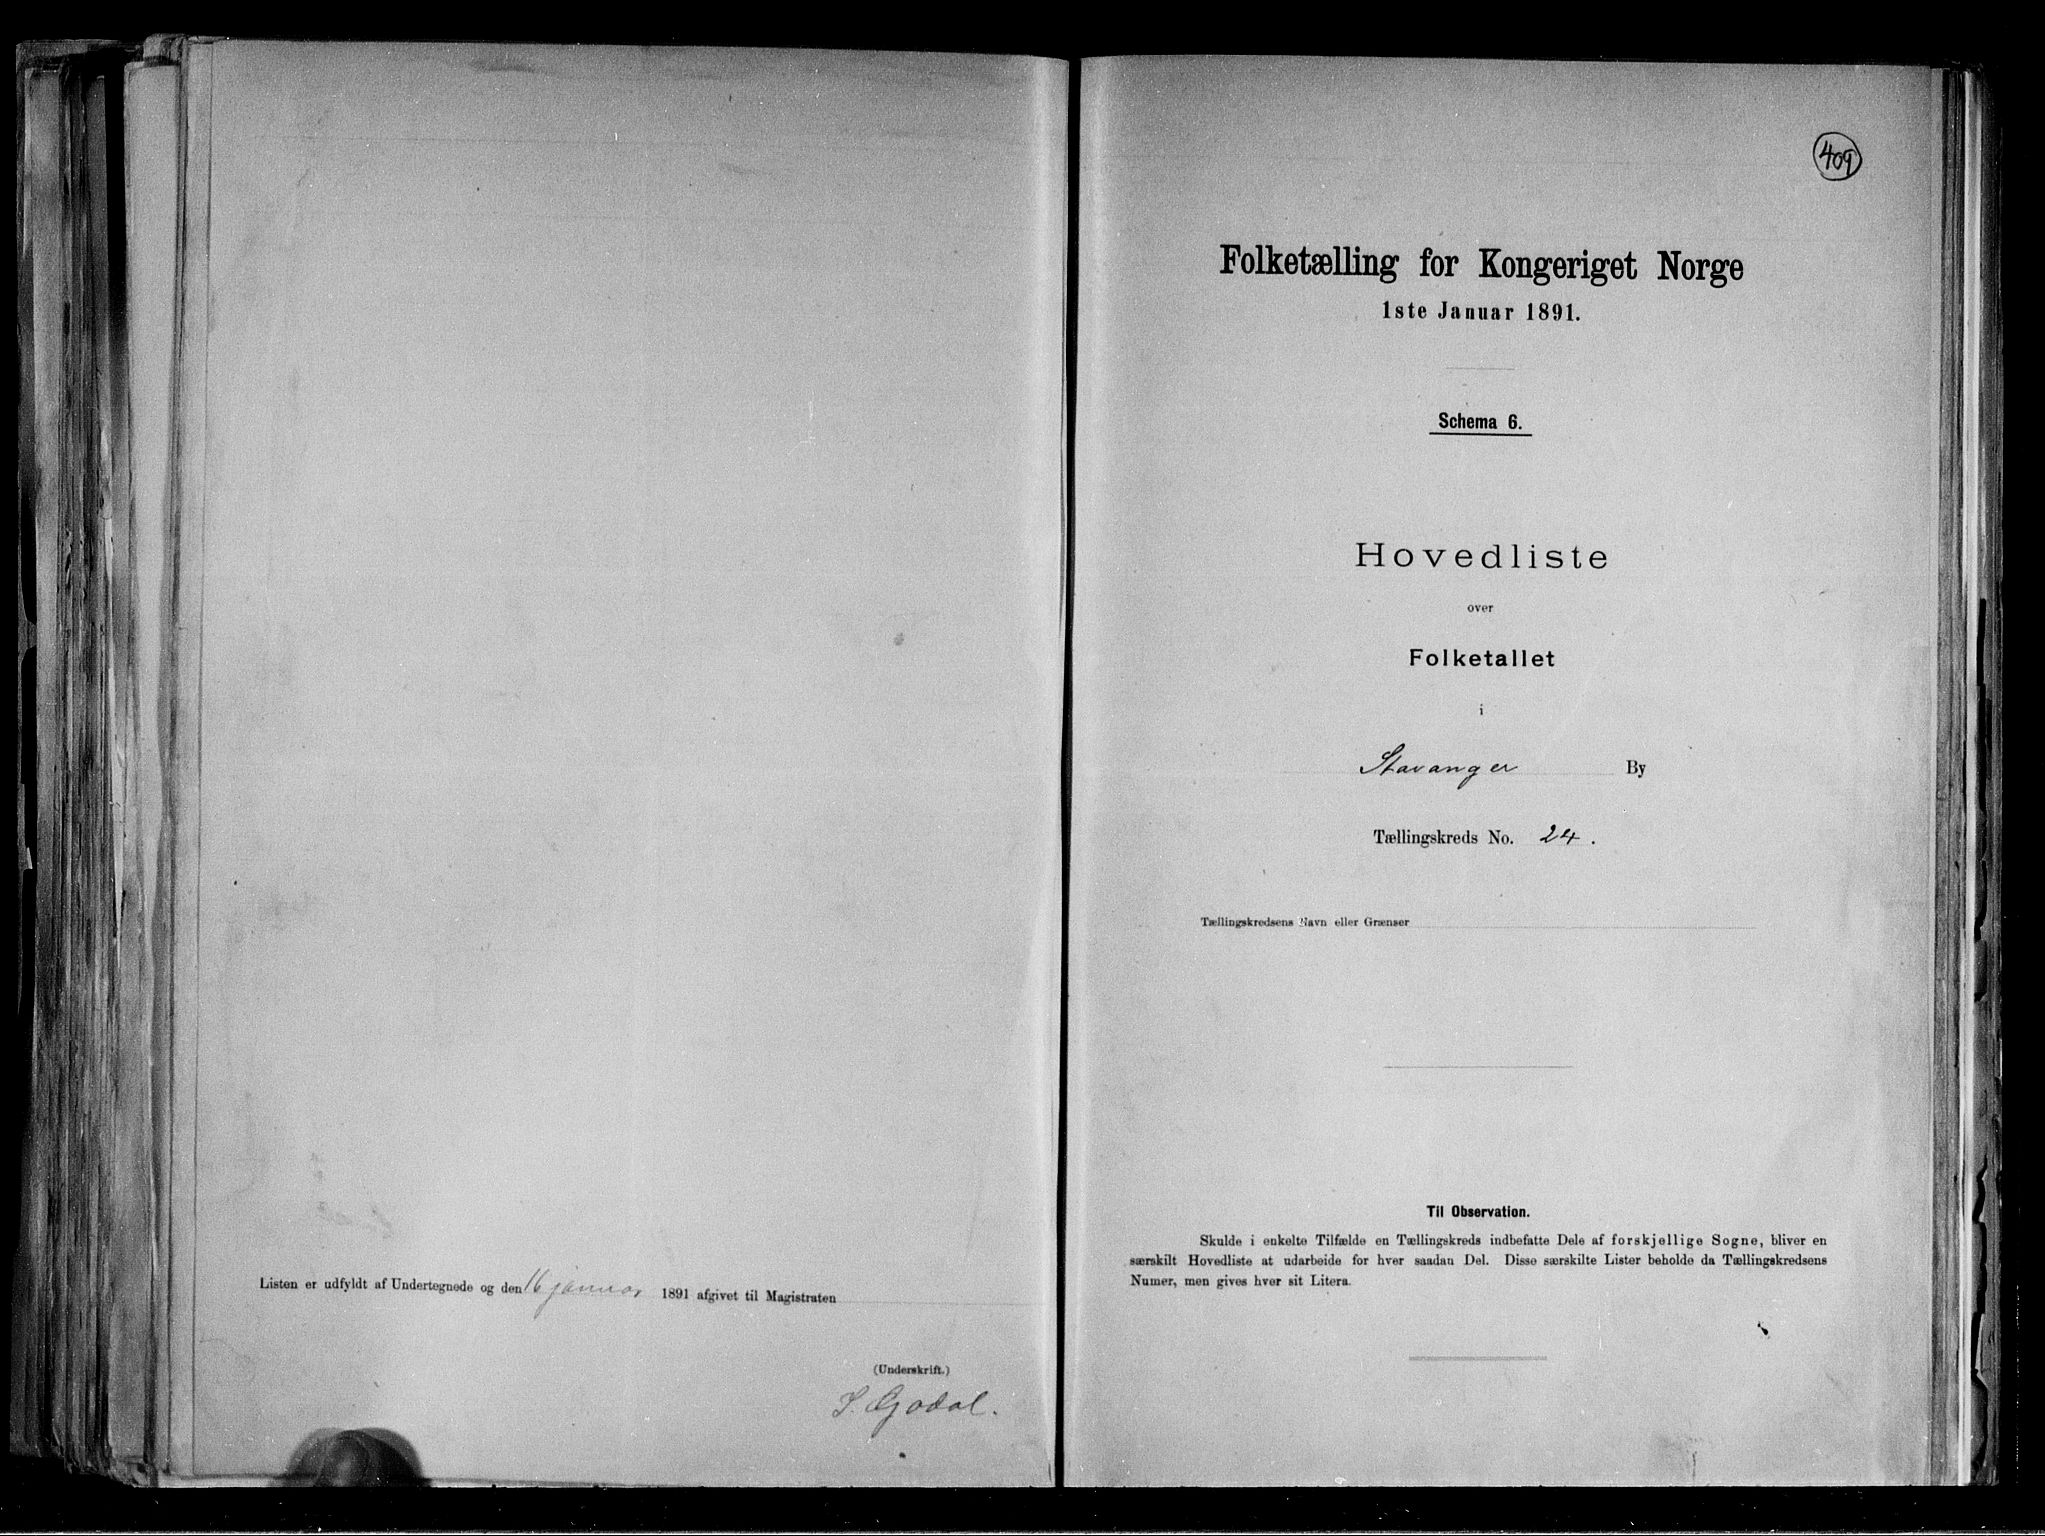 Listen er udfyldt af Undertegnede og den 16 januar 1891 afgivet til Magistraten
(Underskrift.)
S. Godal.
409
Folketælling for Kongeriget Norge
1ste Januar 1891.
Schema 6.
Hovedliste
over
Folketallet
i
Stavanger By
Tællingskreds No. 24.
Tællingskredsens Navn eller Grænser
Til Observation.
Skulde i enkelte Tilfælde en Tællingskreds indbefatte Dele af forskjellige Sogne, bliver en
særskilt Hovedliste at udarbeide for hver saadan Del. Disse særskilte Lister beholde da Tællingskredsens
Numer, men gives hver sit Litera.